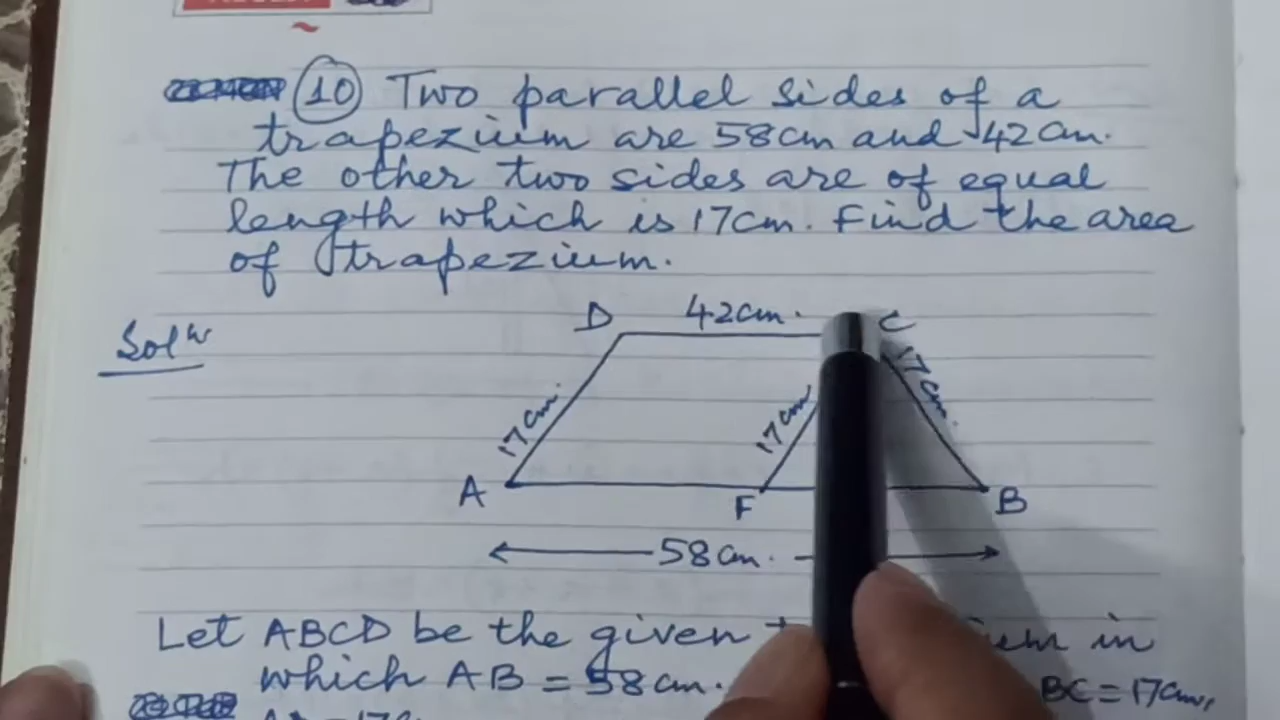 10 Two parallel sides of a
trapezium are 58cm and 42cm.
The other two sides are of equal
length which is 17cm. Find the area
of trapezium.
Soln
D 42cm. C
17cm. 17cm 17cm.
A F B
58cm.
Let ABCD be the given in
which AB = 58cm. BC = 17cm,